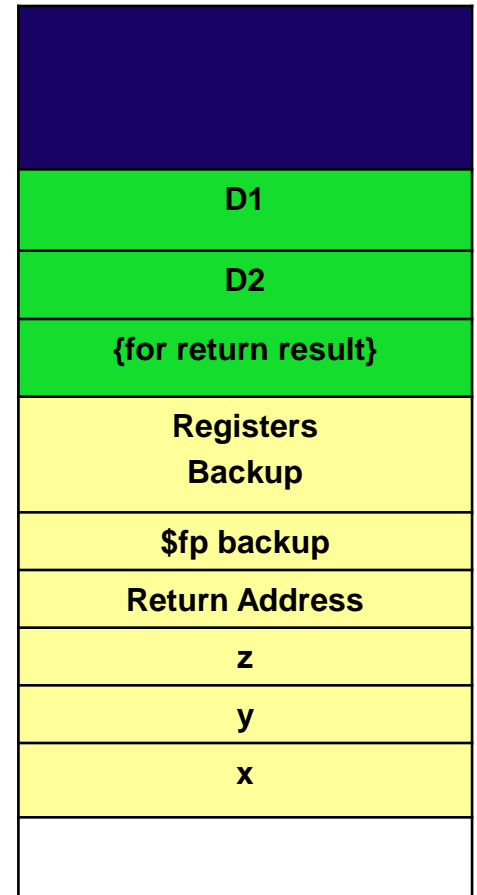 D1
D2
{for return result}
Registers
Backup
$fp backup
Return Address
z
y
x